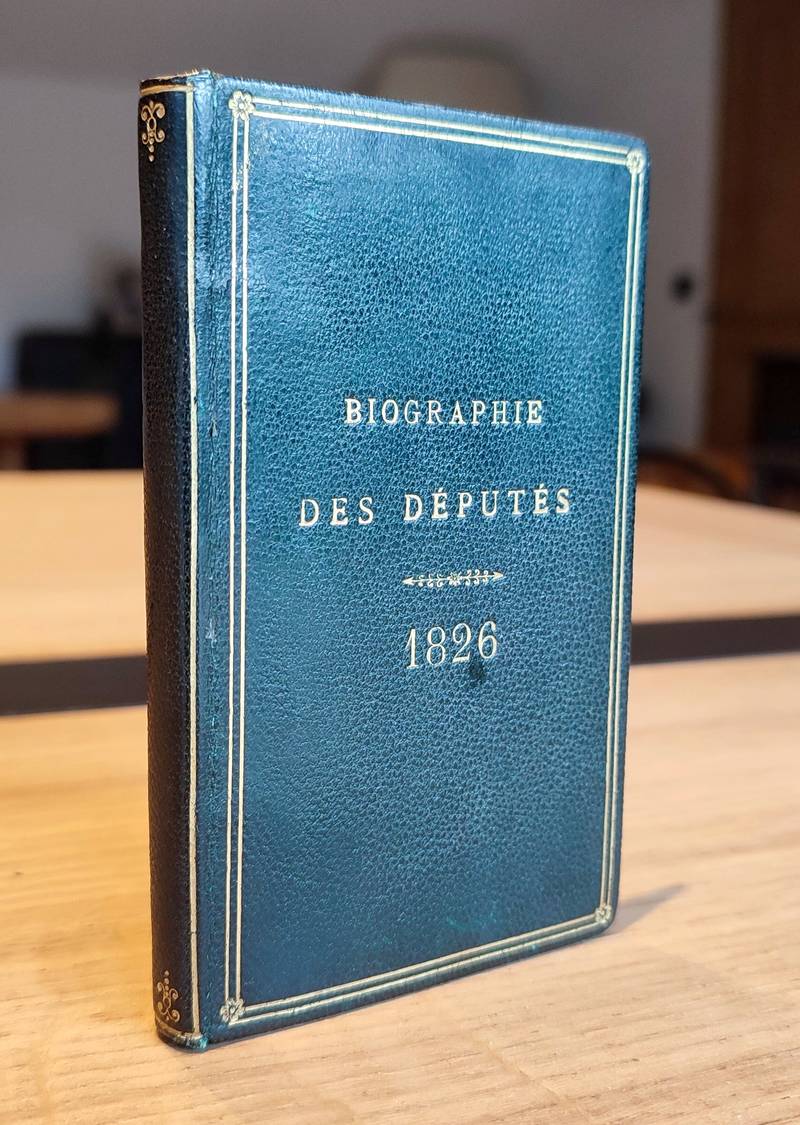 BIOGRAPHIE
DES DÉPUTÉS
1826